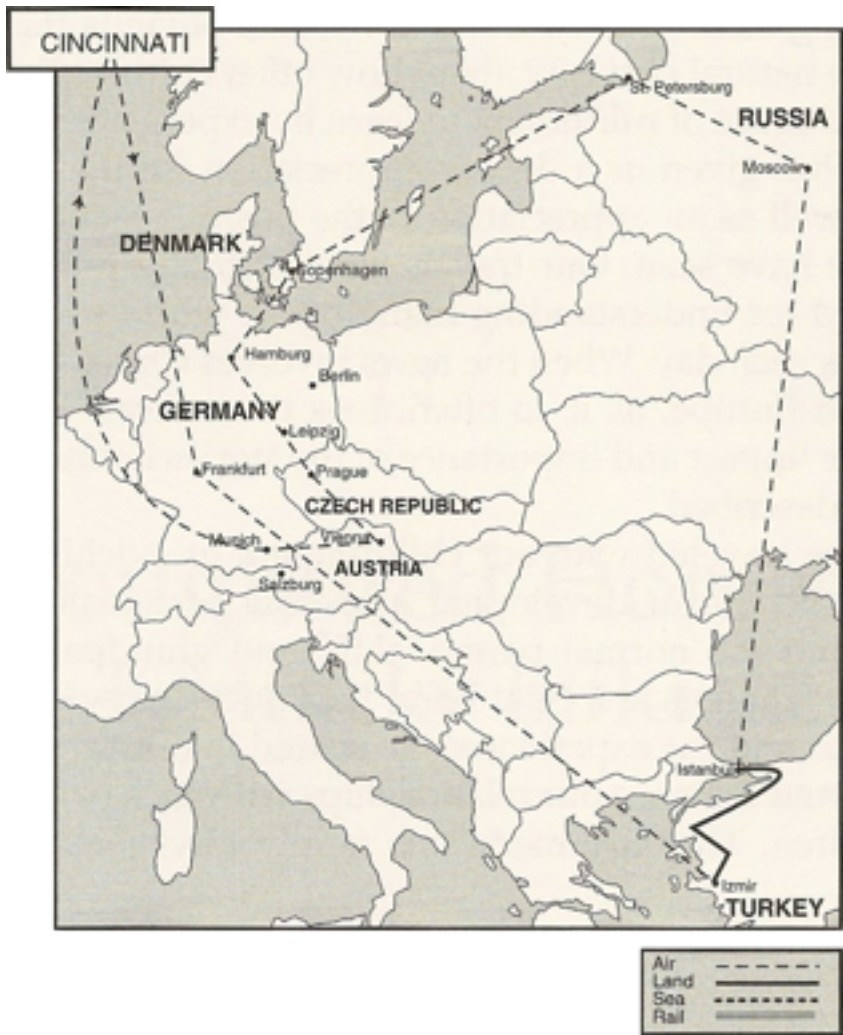 CINCINNATI
St. Petersburg
RUSSIA
Moscow
DENMARK
Copenhagen
Hamburg
Berlin
GERMANY
Leipzig
Frankfurt
Prague
CZECH REPUBLIC
Munich
Vienna
AUSTRIA
Salzburg
Istanbul
Izmir
TURKEY
Air
Land
Sea
Rail